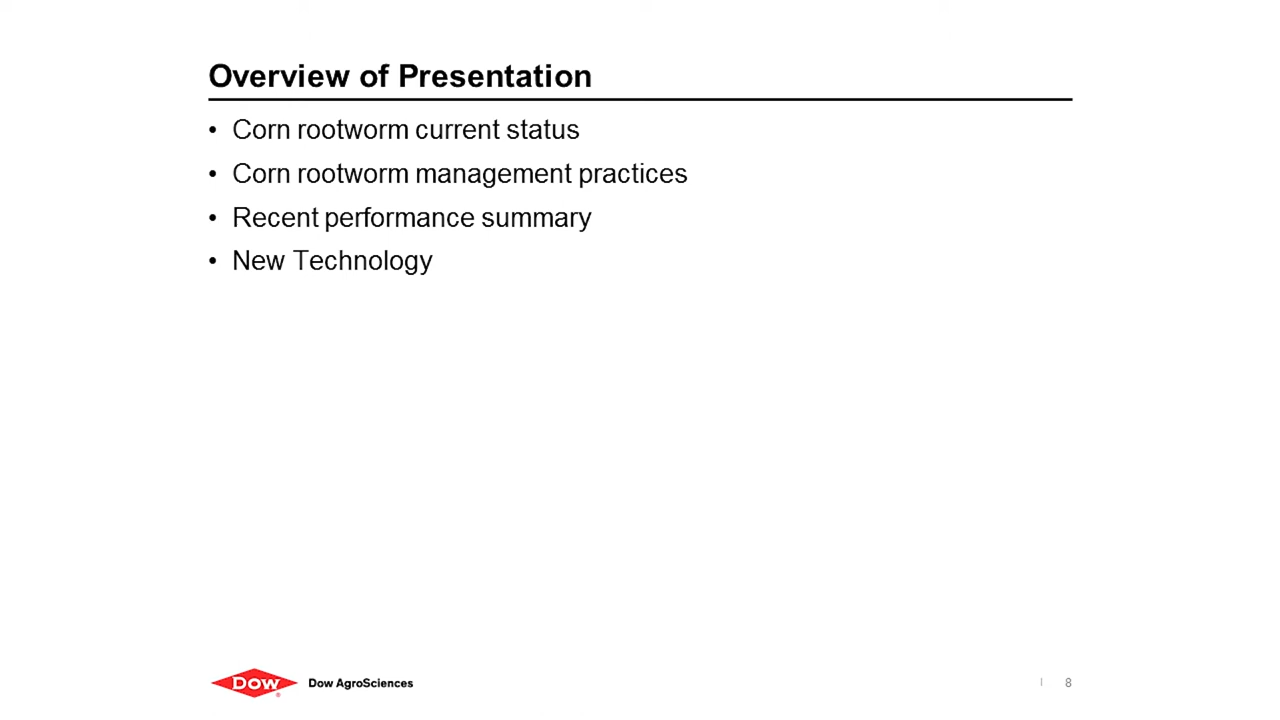 Overview of Presentation
• Corn rootworm current status
• Corn rootworm management practices
• Recent performance summary
• New Technology
DOW® Dow AgroSciences
| 8